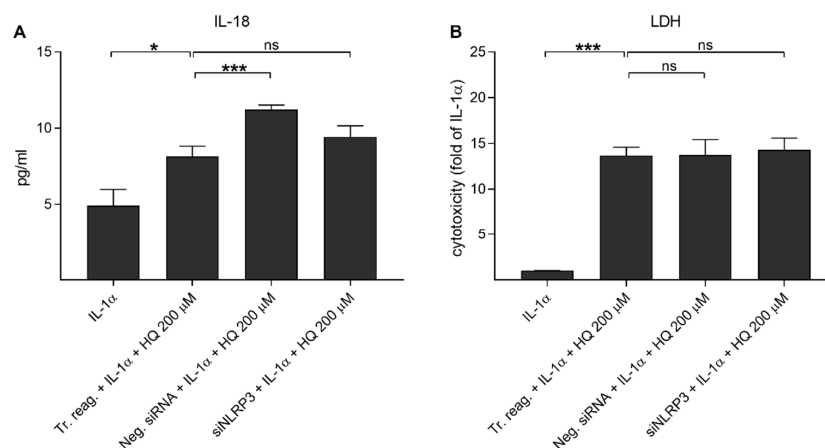 A
IL-18
15
10
5
pg/ml
*
ns
***
IL-1α
Tr. reag. + IL-1α + HQ 200 μM
Neg. siRNA + IL-1α + HQ 200 μM
siNLRP3 + IL-1α + HQ 200 μM
B
LDH
25
20
15
10
5
cytotoxicity (fold of IL-1α)
***
ns
ns
IL-1α
Tr. reag. + IL-1α + HQ 200 μM
Neg. siRNA + IL-1α + HQ 200 μM
siNLRP3 + IL-1α + HQ 200 μM